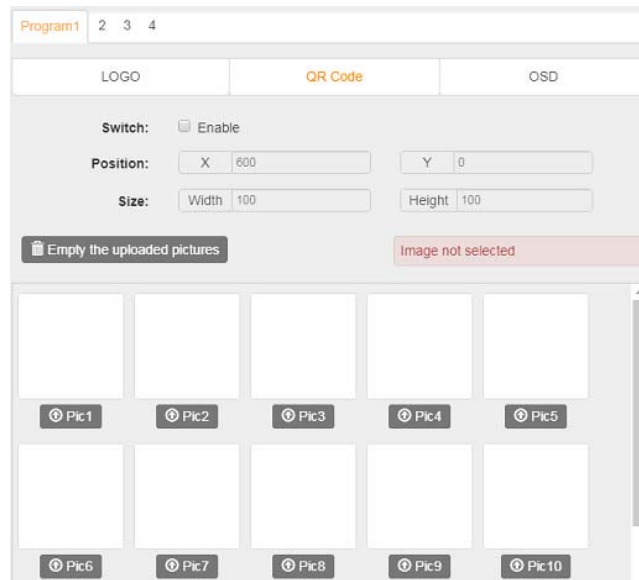 Program1 2 3 4
LOGO QR Code OSD
Switch: Enable
Position: X 600 Y 0
Size: Width 100 Height 100
Empty the uploaded pictures Image not selected
Pic1 Pic2 Pic3 Pic4 Pic5
Pic6 Pic7 Pic8 Pic9 Pic10